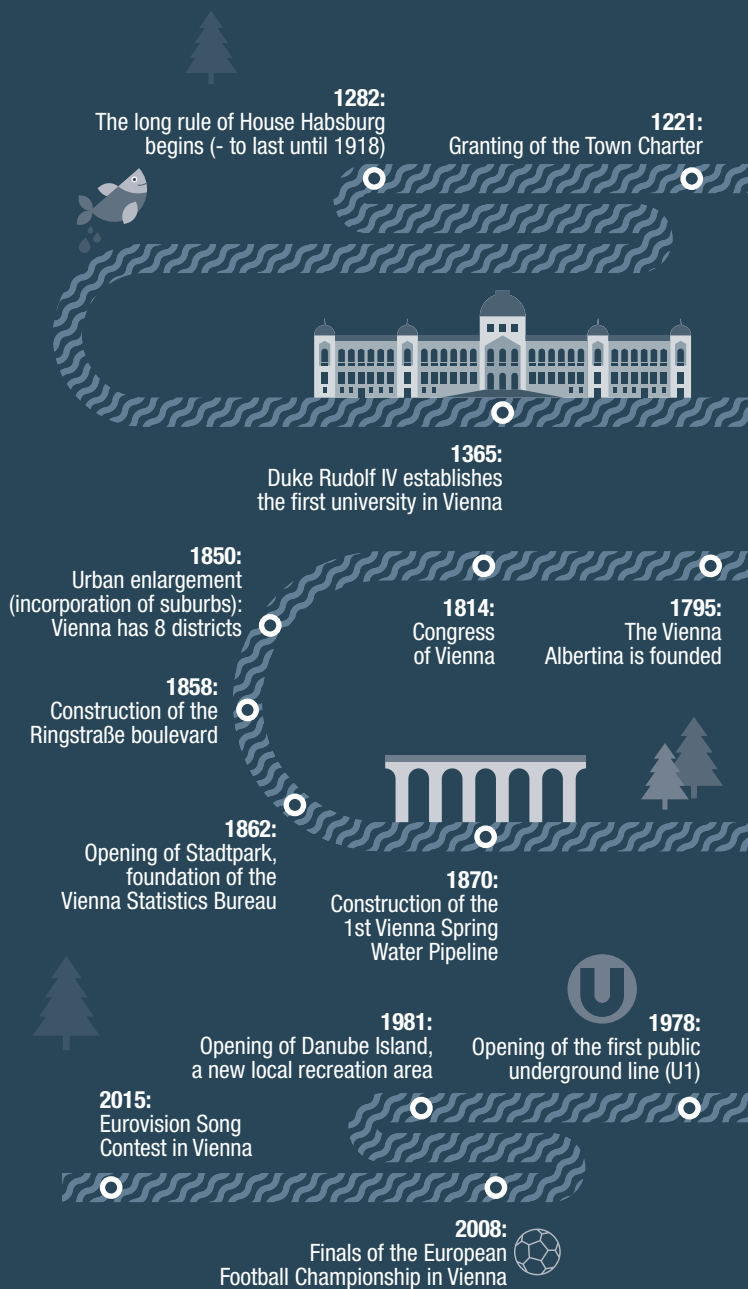 1282:
The long rule of House Habsburg
begins (- to last until 1918)
1221:
Granting of the Town Charter
1365:
Duke Rudolf IV establishes
the first university in Vienna
1850:
Urban enlargement
(incorporation of suburbs):
Vienna has 8 districts
1814:
Congress
of Vienna
1795:
The Vienna
Albertina is founded
1858:
Construction of the
Ringstraße boulevard
1862:
Opening of Stadtpark,
foundation of the
Vienna Statistics Bureau
1870:
Construction of the
1st Vienna Spring
Water Pipeline
U
1981:
Opening of Danube Island,
a new local recreation area
1978:
Opening of the first public
underground line (U1)
2015:
Eurovision Song
Contest in Vienna
2008:
Finals of the European
Football Championship in Vienna